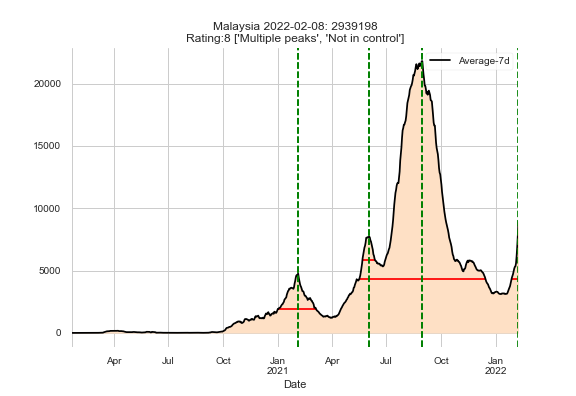 Malaysia 2022-02-08: 2939198
Rating:8 ['Multiple peaks', 'Not in control']
Average-7d
20000
15000
10000
5000
0
Apr
Jul
Oct
Jan
2021
Apr
Jul
Oct
Jan
2022
Date